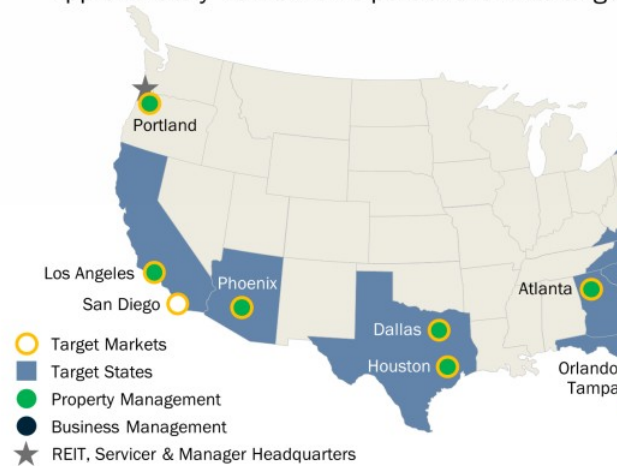 Portland
Los Angeles
Phoenix
San Diego
Atlanta
Dallas
Houston
Orlando
Tampa
Target Markets
Target States
Property Management
Business Management
REIT, Servicer & Manager Headquarters